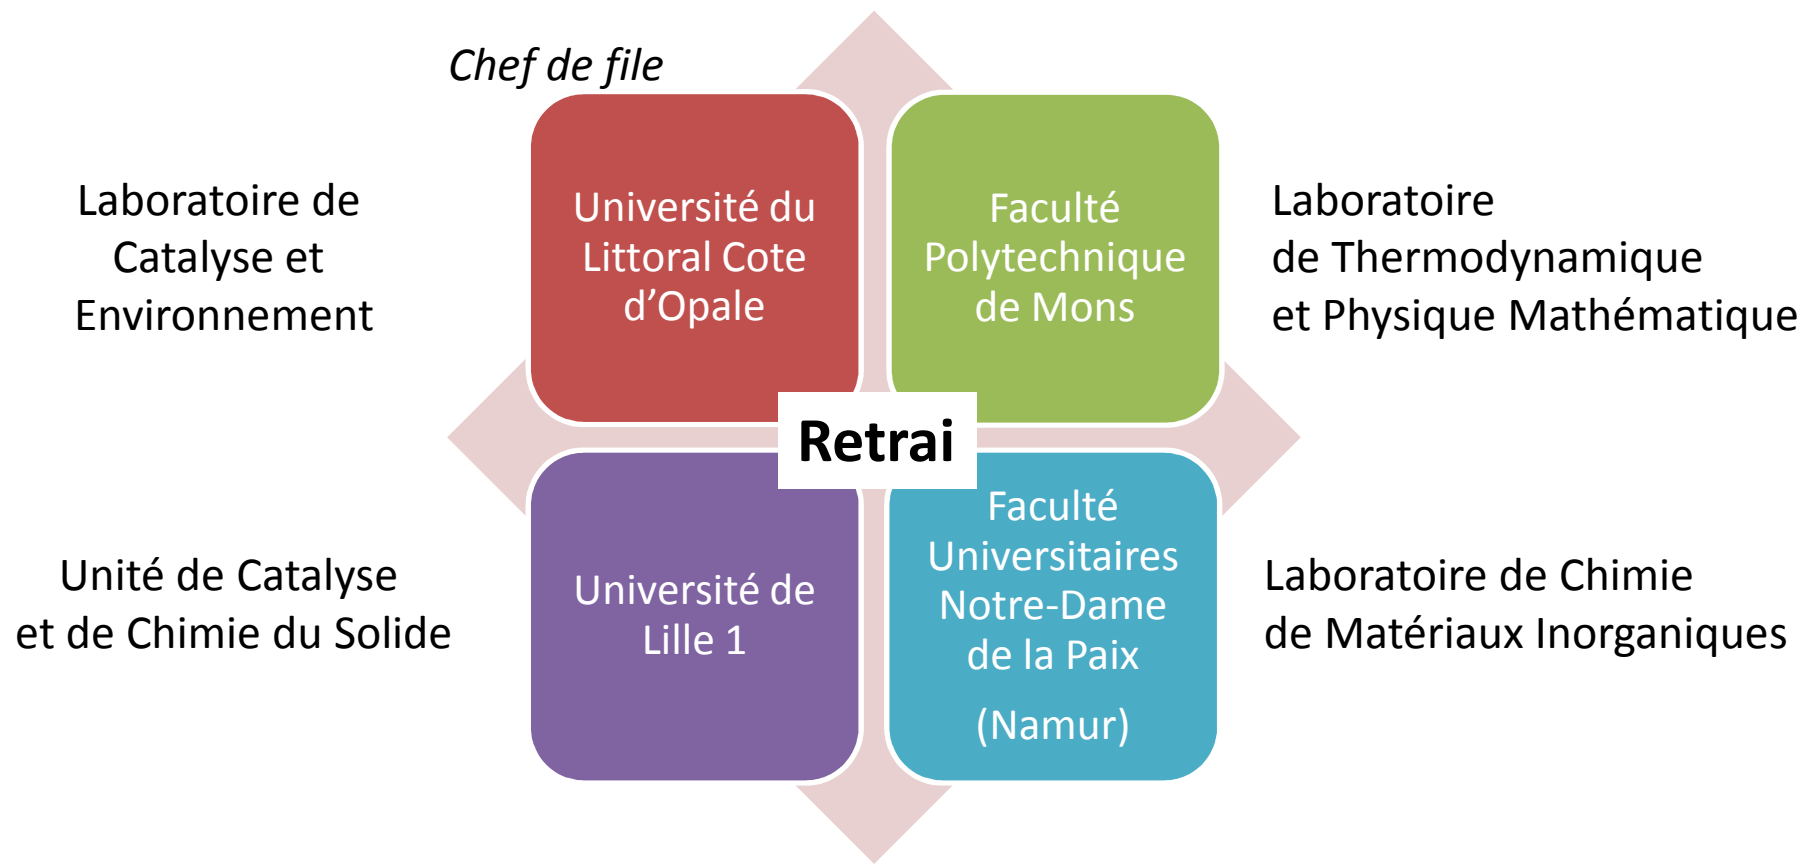 Chef de file
Laboratoire de
Catalyse et
Environnement
Université du
Littoral Cote
d’Opale
Faculté
Polytechnique
de Mons
Laboratoire
de Thermodynamique
et Physique Mathématique
Retrai
Unité de Catalyse
et de Chimie du Solide
Université de
Lille 1
Faculté
Universitaires
Notre-Dame
de la Paix
(Namur)
Laboratoire de Chimie
de Matériaux Inorganiques